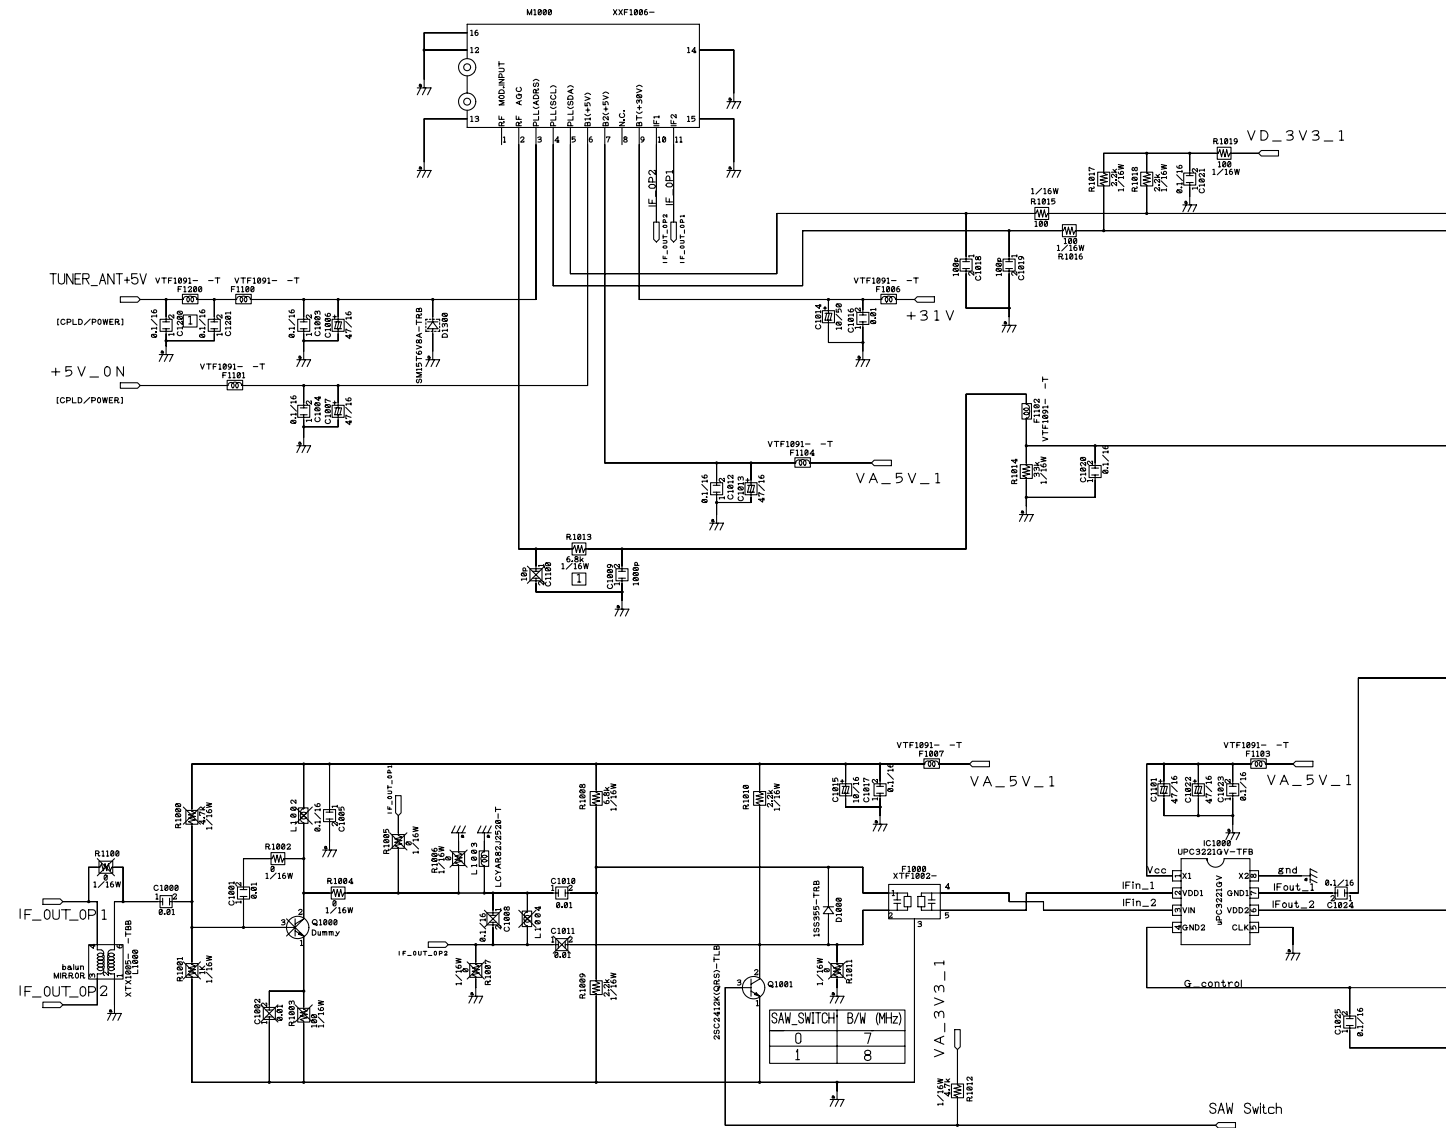 M1000 XXF1006-
16
12
13
14
15
RF MOD.INPUT
RF AGC
PLL(ADRS)
PLL(SCL)
PLL(SDA)
B1(+5V)
B2(+5V)
N.C.
BT(+30V)
IF1
IF2
1 2 3 4 5 6 7 8 9 10 11
IF_OP2
IF_OP1
IF_OUT_OP2
IF_OUT_OP1
VD_3V3_1
R1019
100
1/16W
R1017
2.2k
1/16W
R1018
2.2k
1/16W
0.1/16
C1021
1/16W
R1015
100
100
1/16W
R1016
100p
C1018
100p
C1019
TUNER_ANT+5V
VTF1091- -T
F1200
VTF1091- -T
F1100
[CPLD/POWER]
0.1/16
C1200
1
0.1/16
C1201
0.1/16
C1003
C1006
47/16
SM15T6V8A-TRB
D1300
+5V_ON
VTF1091- -T
F1101
[CPLD/POWER]
0.1/16
C1004
C1007
47/16
VTF1091- -T
F1006
+31V
C1014
10/50
C1016
0.01
VTF1091- -T
F1104
VA_5V_1
0.1/16
C1012
C1013
47/16
F1102
VTF1091- -T
R1014
33k
1/16W
C1020
0.1/16
R1013
6.8k
1/16W
1
10p
C1100
C1009
1000p
VTF1091- -T
F1007
VA_5V_1
C1015
10/16
C1017
0.1/16
VTF1091- -T
F1103
VA_5V_1
C1101
47/16
C1022
47/16
C1023
0.1/16
R1000
4.7k
1/16W
L1002
0.1/16
C1005
IF_OUT_OP1
R1005
0
1/16W
R1006
1/16W
0
L1003
LCYAR82J2520-T
R1008
6.8k
1/16W
R1010
2.2k
1/16W
R1100
0
1/16W
C1000
0.01
R1002
0
1/16W
C1001
0.01
R1004
0
1/16W
Q1000
Dummy
C1010
0.01
0.1/16
C1008
L1004
C1011
0.01
IF_OUT_OP1
IF_OUT_OP2
balun
MIRROR
XTX1005- -TBB
L1000
R1001
1K
1/16W
C1002
0.01
R1003
100
1/16W
IF_OUT_OP2
1/16W
0
R1007
R1009
2.2k
1/16W
1SS355-TRB
D1000
1/16W
0
R1011
F1000
XTF1002-
1 2 3 4 5
2SC2412K(QRS)-TLB
Q1001
SAW_SWITCH B/W (MHz)
0 7
1 8
VA_3V3_1
1/16W
4.7k
R1012
IC1000
UPC3221GV-TFB
uPC3221GV
Vcc
X1 X2
gnd
IFin_1
VDD1 GND1
IFout_1
IFin_2
VIN VDD2
IFout_2
GND2 CLK
0.1/16
C1024
G_control
C1025
0.1/16
SAW Switch